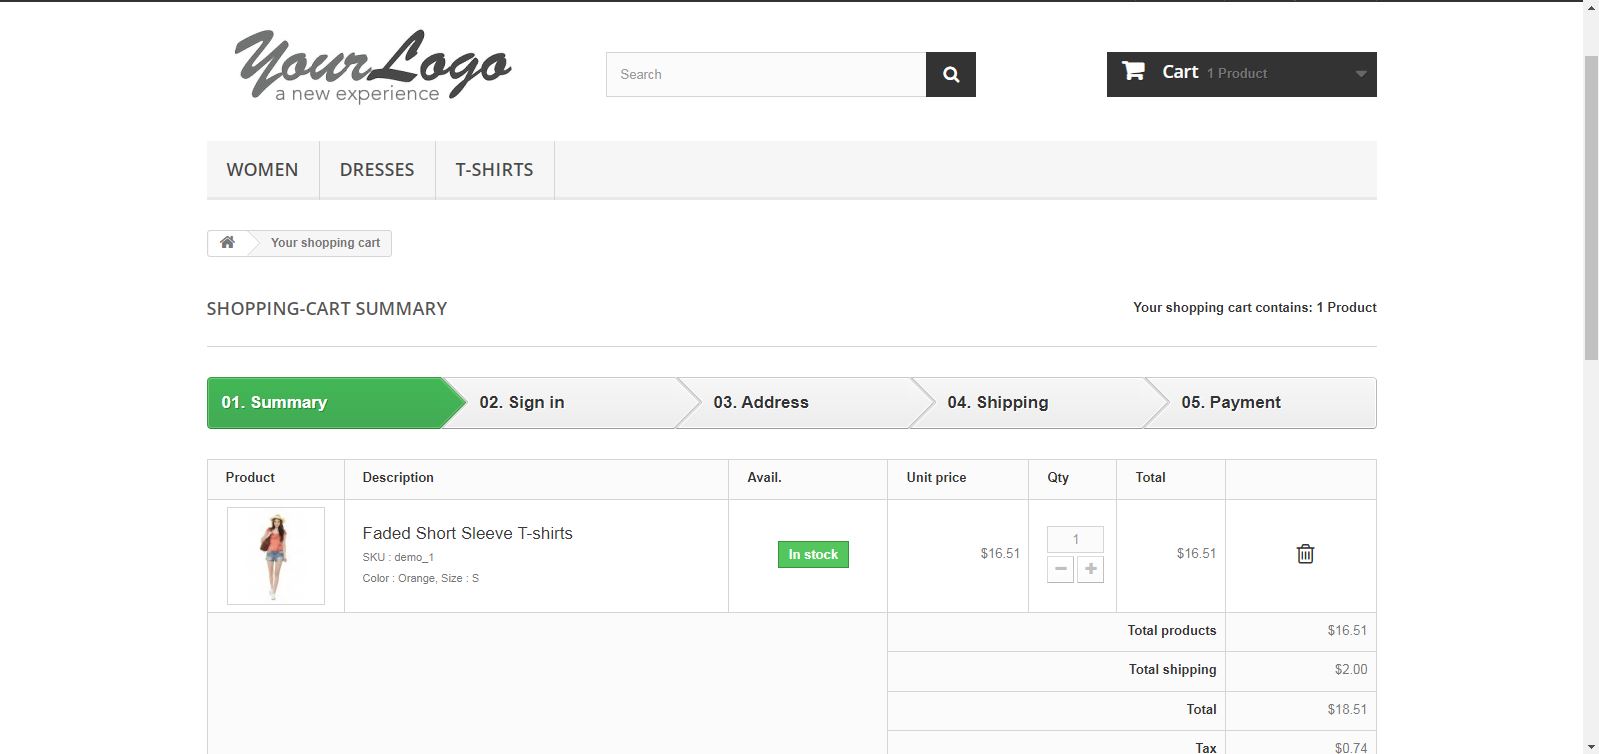 YourLogo
a new experience
Search
Cart 1 Product
WOMEN DRESSES T-SHIRTS
Your shopping cart
SHOPPING-CART SUMMARY Your shopping cart contains: 1 Product
01. Summary 02. Sign in 03. Address 04. Shipping 05. Payment
Product Description Avail. Unit price Qty Total
Faded Short Sleeve T-shirts
SKU : demo_1
Color : Orange, Size : S
In stock
$16.51
1
$16.51
Total products $16.51
Total shipping $2.00
Total $18.51
Tax $0.74